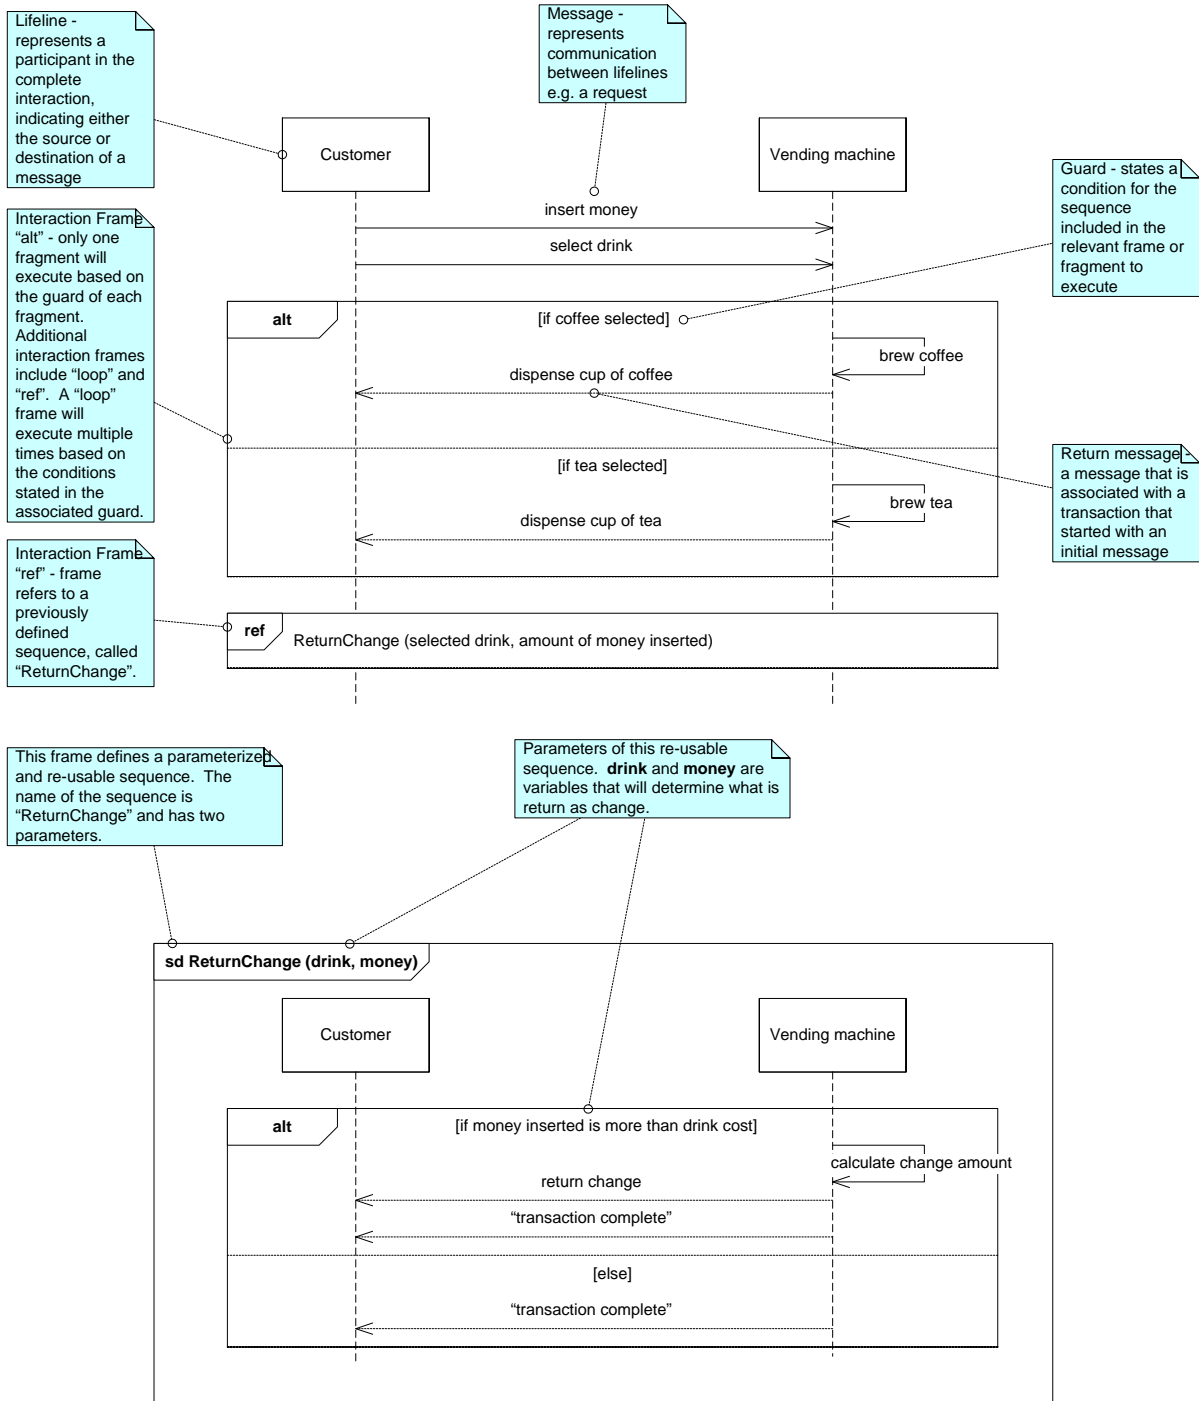 Lifeline -
represents a
participant in the
complete
interaction,
indicating either
the source or
destination of a
message
Message -
represents
communication
between lifelines
e.g. a request
Customer
Vending machine
Guard - states a
condition for the
sequence
included in the
relevant frame or
fragment to
execute
insert money
select drink
Interaction Frame
“alt” - only one
fragment will
execute based on
the guard of each
fragment.
Additional
interaction frames
include “loop” and
“ref”.  A “loop”
frame will
execute multiple
times based on
the conditions
stated in the
associated guard.
alt
[if coffee selected]
brew coffee
dispense cup of coffee
[if tea selected]
brew tea
dispense cup of tea
Return message -
a message that is
associated with a
transaction that
started with an
initial message
Interaction Frame
“ref” - frame
refers to a
previously
defined
sequence, called
“ReturnChange”.
ref
ReturnChange (selected drink, amount of money inserted)
This frame defines a parameterized
and re-usable sequence.  The
name of the sequence is
“ReturnChange” and has two
parameters.
Parameters of this re-usable
sequence.  drink and money are
variables that will determine what is
return as change.
sd ReturnChange (drink, money)
Customer
Vending machine
alt
[if money inserted is more than drink cost]
calculate change amount
return change
“transaction complete”
[else]
“transaction complete”